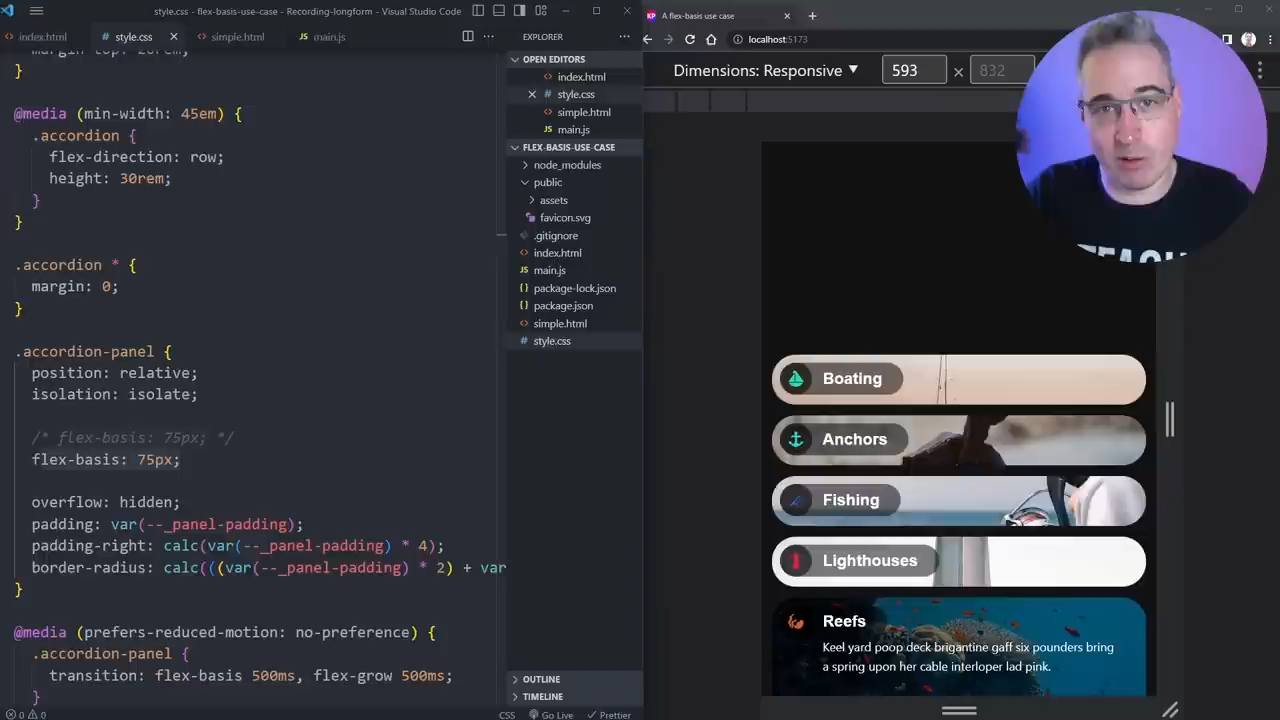 style.css - flex-basis-use-case - Recording-longform - Visual Studio Code
index.html
style.css
simple.html
main.js
}
@media (min-width: 45em) {
.accordion {
flex-direction: row;
height: 30rem;
}
}
.accordion * {
margin: 0;
}
.accordion-panel {
position: relative;
isolation: isolate;
/* flex-basis: 75px; */
flex-basis: 75px;
overflow: hidden;
padding: var(--_panel-padding);
padding-right: calc(var(--_panel-padding) * 4);
border-radius: calc(((var(--_panel-padding) * 2) + var
}
@media (prefers-reduced-motion: no-preference) {
.accordion-panel {
transition: flex-basis 500ms, flex-grow 500ms;
}
0
0
CSS
Go Live
Prettier
EXPLORER
OPEN EDITORS
index.html
style.css
simple.html
main.js
FLEX-BASIS-USE-CASE
node_modules
public
assets
favicon.svg
.gitignore
index.html
main.js
package-lock.json
package.json
simple.html
style.css
OUTLINE
TIMELINE
KP
A flex-basis use case
localhost:5173
Dimensions: Responsive
593
×
832
Boating
Anchors
Fishing
Lighthouses
Reefs
Keel yard poop deck brigantine gaff six pounders bring
a spring upon her cable interloper lad pink.